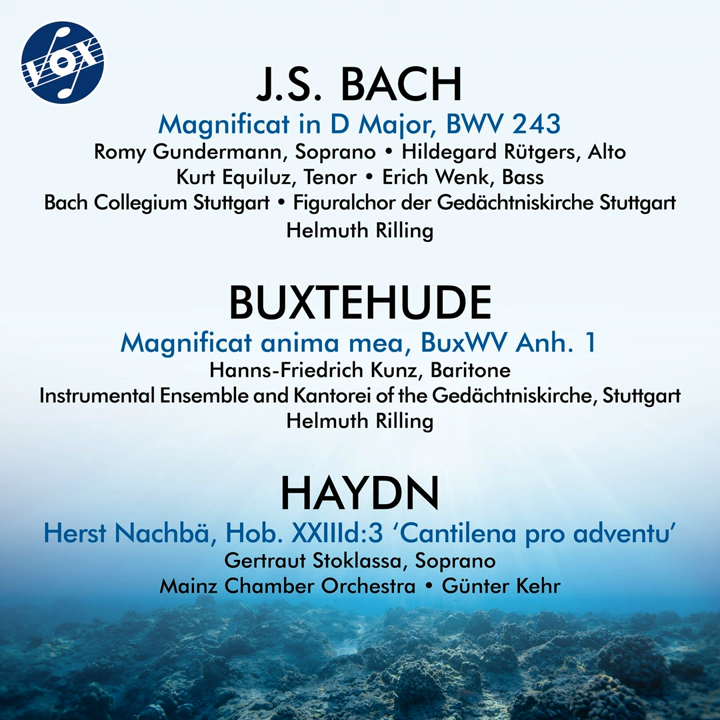 VOX
J.S. BACH
Magnificat in D Major, BWV 243
Romy Gundermann, Soprano • Hildegard Rütgers, Alto
Kurt Equiluz, Tenor • Erich Wenk, Bass
Bach Collegium Stuttgart • Figuralchor der Gedächtniskirche Stuttgart
Helmuth Rilling
BUXTEHUDE
Magnificat anima mea, BuxWV Anh. 1
Hanns-Friedrich Kunz, Baritone
Instrumental Ensemble and Kantorei of the Gedächtniskirche, Stuttgart
Helmuth Rilling
HAYDN
Herst Nachbä, Hob. XXIIId:3 ‘Cantilena pro adventu’
Gertraut Stoklassa, Soprano
Mainz Chamber Orchestra • Günter Kehr